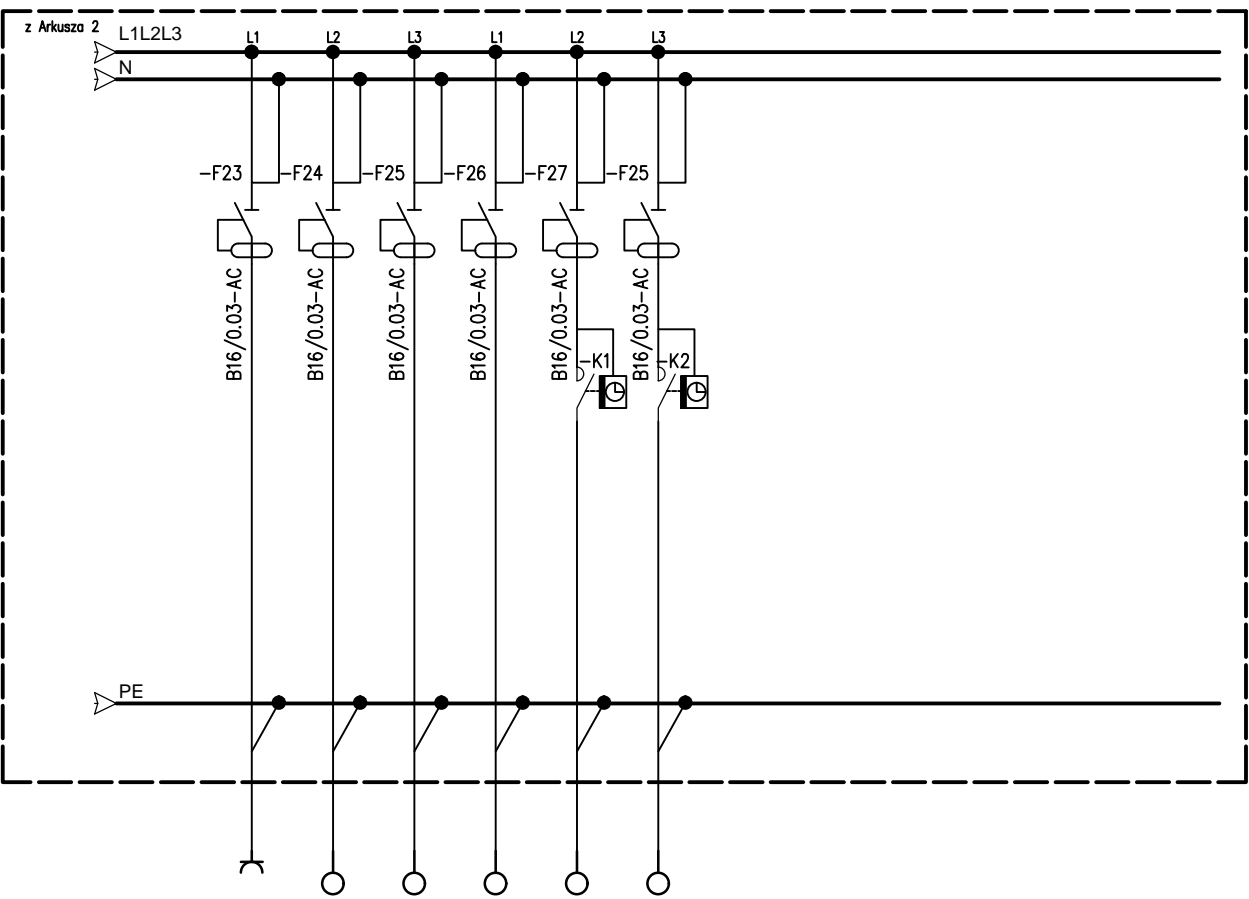 z Arkusza 2
L1L2L3
L1 L2 L3 L1 L2 L3
N
-F23 -F24 -F25 -F26 -F27 -F25
B16/0.03-AC
B16/0.03-AC
B16/0.03-AC
B16/0.03-AC
B16/0.03-AC
B16/0.03-AC
-K1 -K2
PE